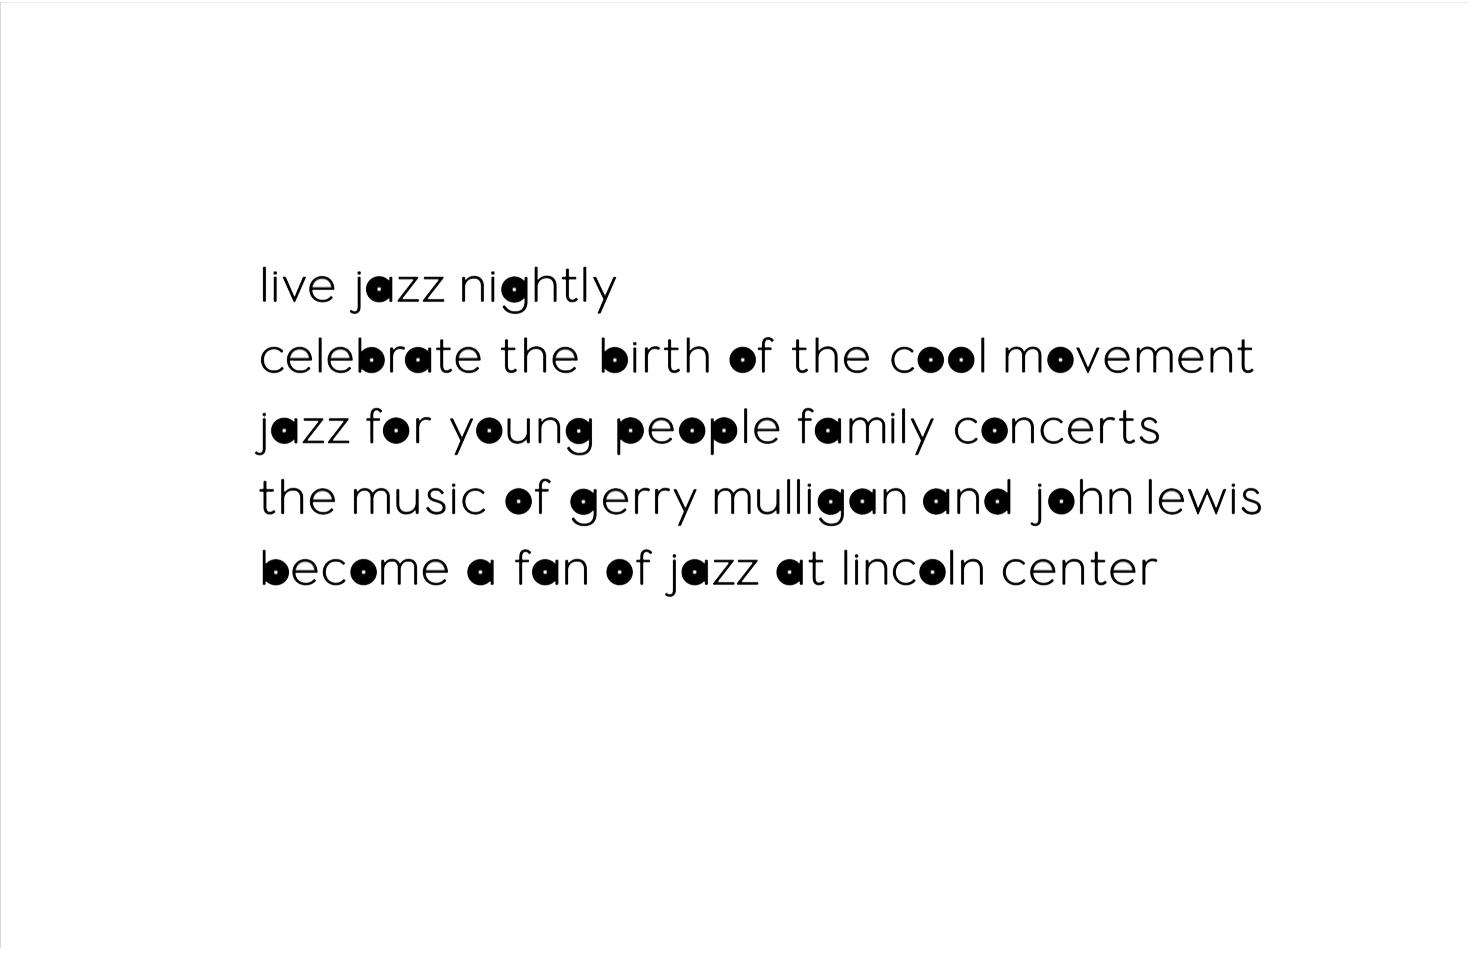 live jazz nightly
celebrate the birth of the cool movement
jazz for young people family concerts
the music of gerry mulligan and john lewis
become a fan of jazz at lincoln center